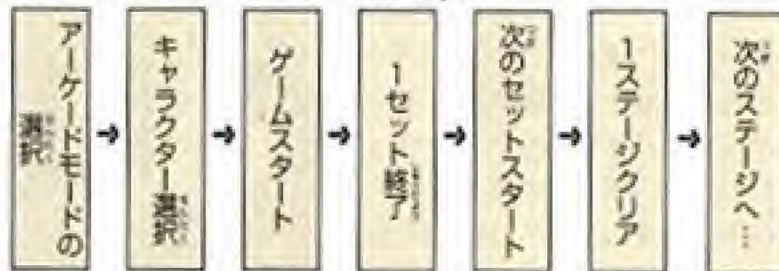 アーケードモードの
選択
→
キャラクター選択
→
ゲームスタート
→
1セット終了
→
次のセットスタート
→
1ステージクリア
→
次のステージへ…